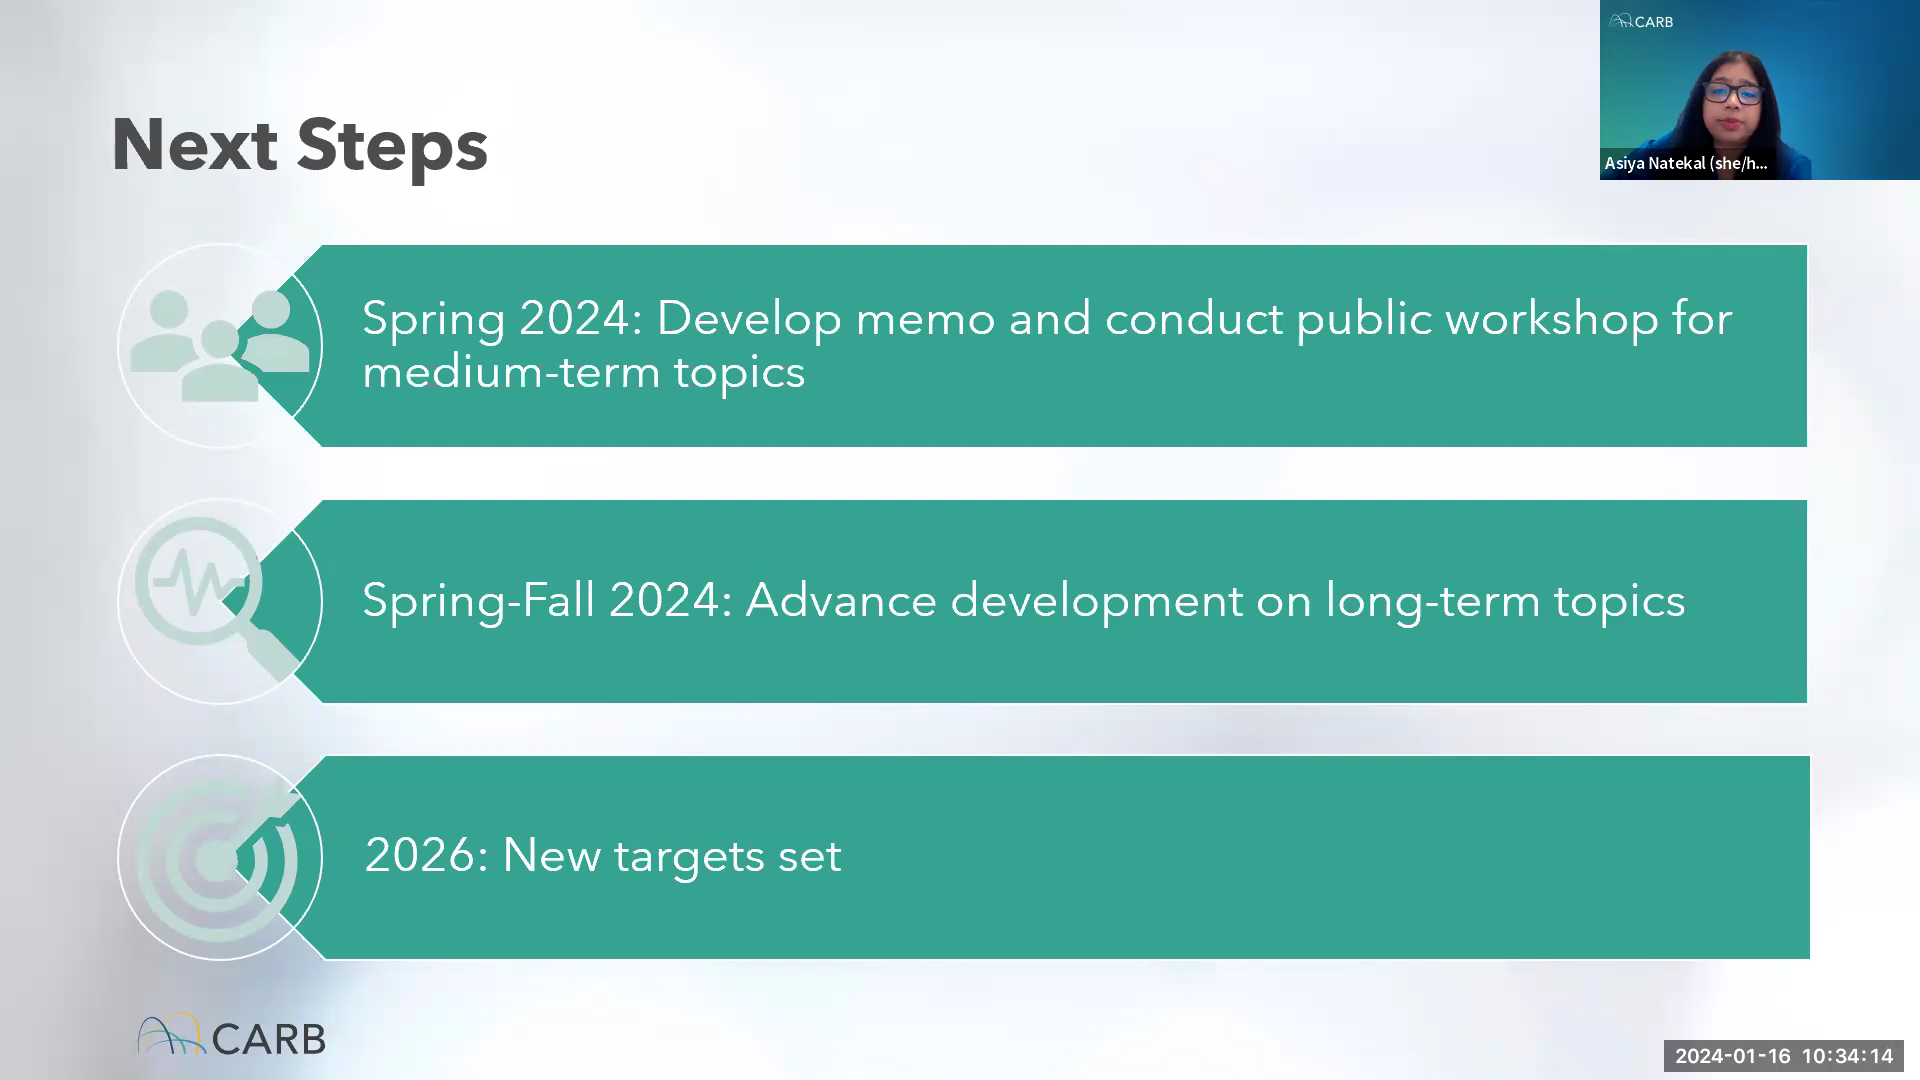 CARB
Next Steps
Asiya Natekal (she/h...
Spring 2024: Develop memo and conduct public workshop for
medium-term topics
Spring-Fall 2024: Advance development on long-term topics
2026: New targets set
CARB
2024-01-16 10:34:14